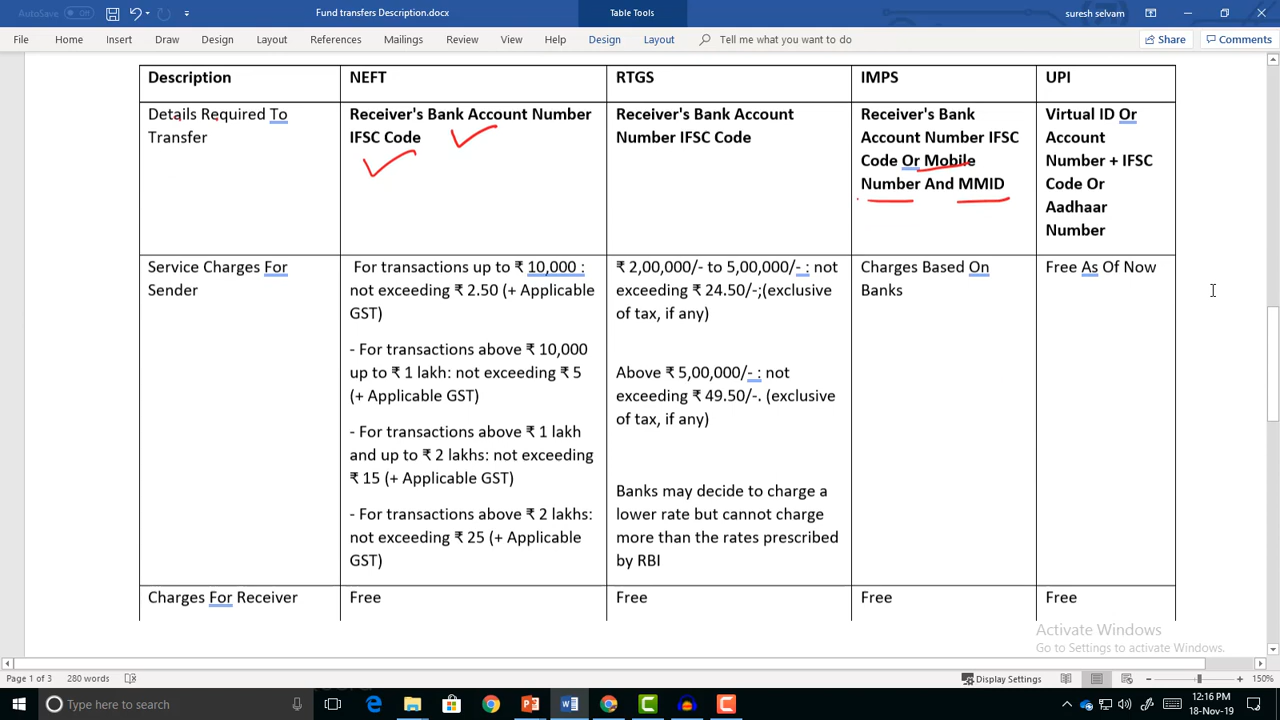 AutoSave Off
Fund transfers Description.docx
Table Tools
suresh selvam
File Home Insert Draw Design Layout References Mailings Review View Help Design Layout Tell me what you want to do Share Comments
Description NEFT RTGS IMPS UPI
Details Required To
Transfer
Receiver's Bank Account Number
IFSC Code
Receiver's Bank Account
Number IFSC Code
Receiver's Bank
Account Number IFSC
Code Or Mobile
Number And MMID
Virtual ID Or
Account
Number + IFSC
Code Or
Aadhaar
Number
Service Charges For
Sender
For transactions up to ₹ 10,000 :
not exceeding ₹ 2.50 (+ Applicable
GST)
- For transactions above ₹ 10,000
up to ₹ 1 lakh: not exceeding ₹ 5
(+ Applicable GST)
- For transactions above ₹ 1 lakh
and up to ₹ 2 lakhs: not exceeding
₹ 15 (+ Applicable GST)
- For transactions above ₹ 2 lakhs:
not exceeding ₹ 25 (+ Applicable
GST)
₹ 2,00,000/- to 5,00,000/- : not
exceeding ₹ 24.50/-;(exclusive
of tax, if any)
Above ₹ 5,00,000/- : not
exceeding ₹ 49.50/-. (exclusive
of tax, if any)
Banks may decide to charge a
lower rate but cannot charge
more than the rates prescribed
by RBI
Charges Based On
Banks
Free As Of Now
Charges For Receiver Free Free Free Free
Activate Windows
Go to Settings to activate Windows.
Page 1 of 3 280 words Display Settings 150%
Type here to search
12:16 PM
18-Nov-19